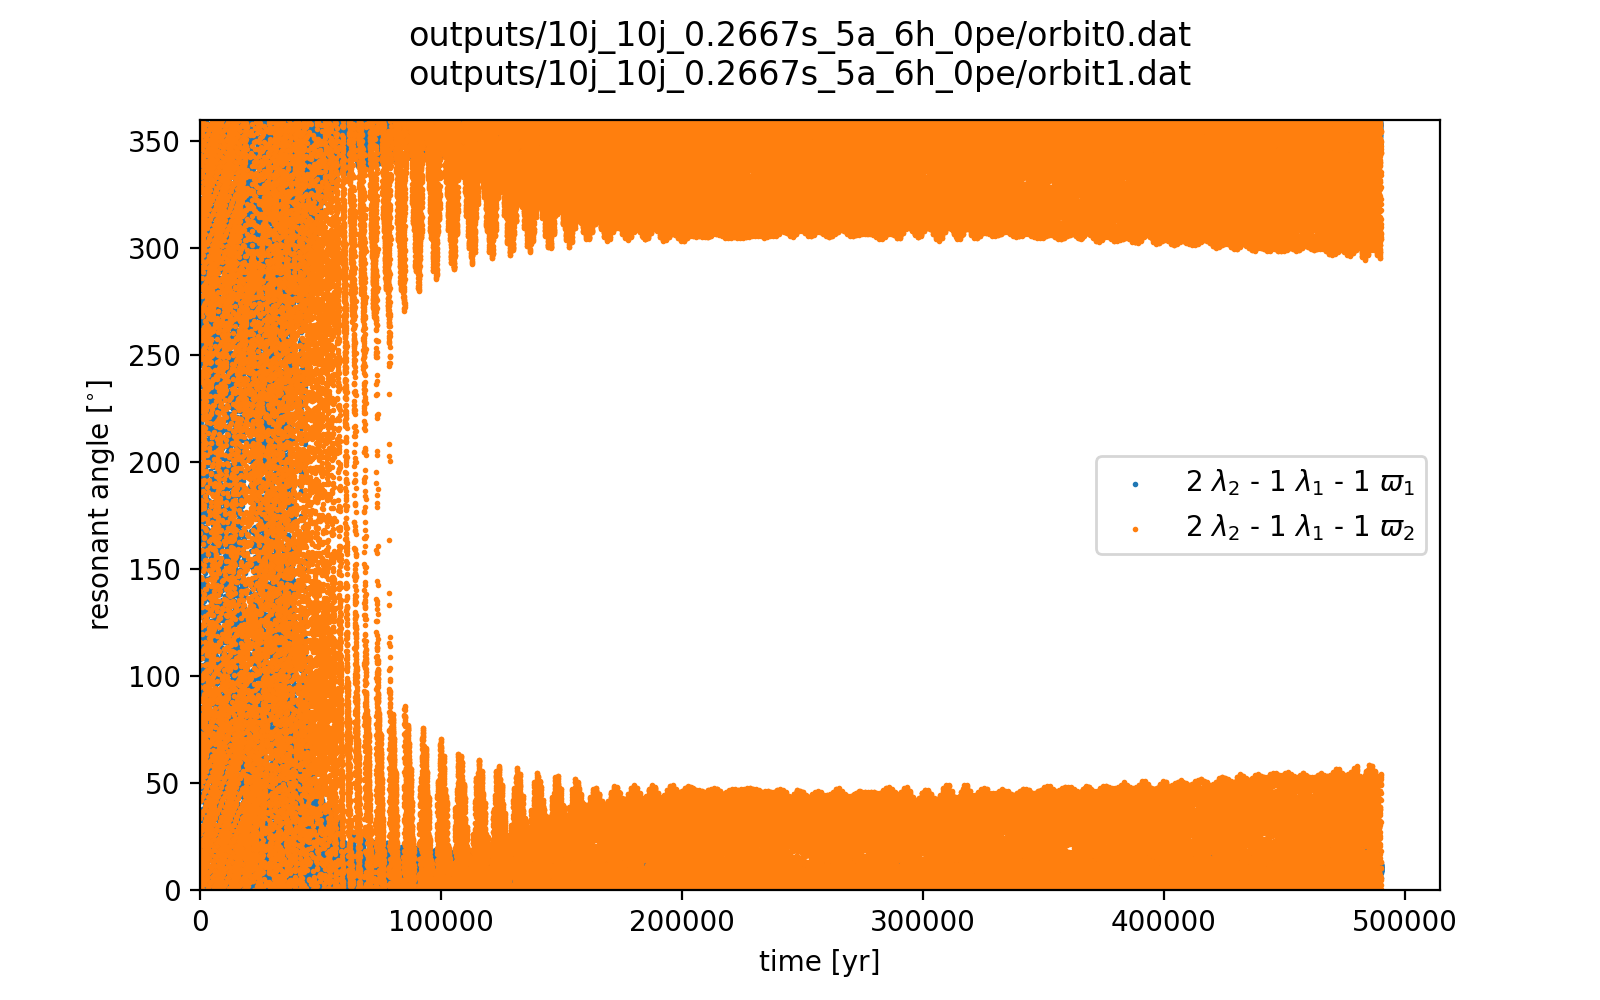 outputs/10j_10j_0.2667s_5a_6h_0pe/orbit0.dat
outputs/10j_10j_0.2667s_5a_6h_0pe/orbit1.dat
350
300
250
200
150
100
50
0
resonant angle [°]
2 λ₂ - 1 λ₁ - 1 ϖ₁
2 λ₂ - 1 λ₁ - 1 ϖ₂
0 100000 200000 300000 400000 500000
time [yr]